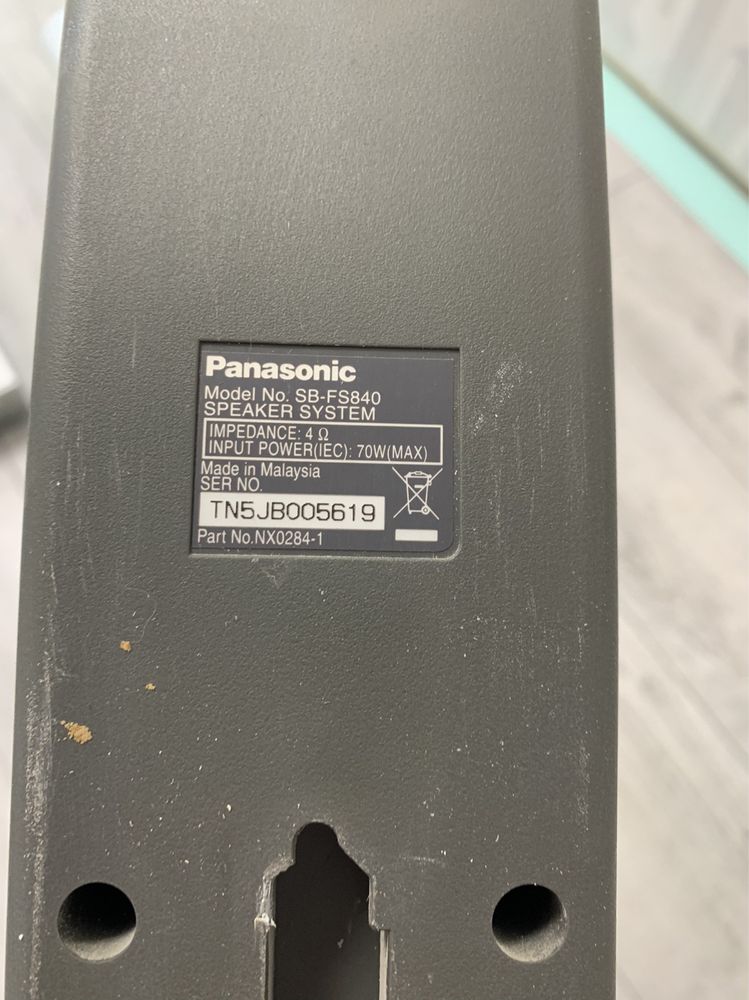 Panasonic
Model No. SB-FS840
SPEAKER SYSTEM
IMPEDANCE: 4 Ω
INPUT POWER(IEC): 70W(MAX)
Made in Malaysia
SER NO.
TN5JB005619
Part No.NX0284-1